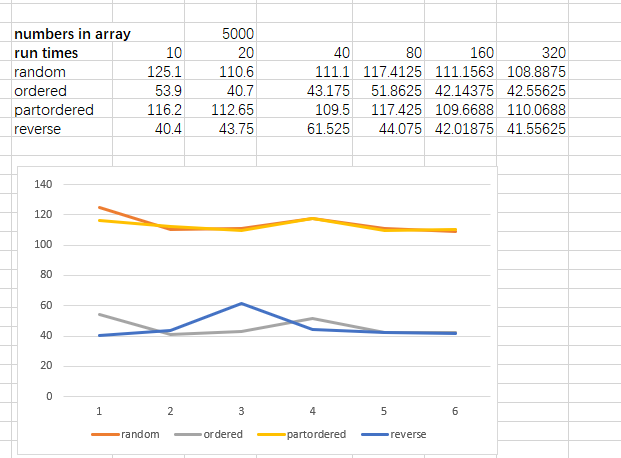 numbers in array 5000
run times 10 20 40 80 160 320
random 125.1 110.6 111.1 117.4125 111.1563 108.8875
ordered 53.9 40.7 43.175 51.8625 42.14375 42.55625
partordered 116.2 112.65 109.5 117.425 109.6688 110.0688
reverse 40.4 43.75 61.525 44.075 42.01875 41.55625
140
120
100
80
60
40
20
0
1 2 3 4 5 6
random ordered partordered reverse